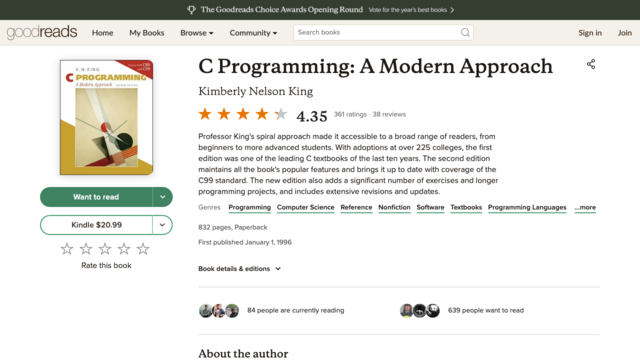 The Goodreads Choice Awards Opening Round Vote for the year's best books
goodreads Home My Books Browse Community Search books Sign in Join
C Programming: A Modern Approach
Kimberly Nelson King
4.35 361 ratings · 38 reviews
K. N. KING
C PROGRAMMING
A Modern Approach
Professor King's spiral approach made it accessible to a broad range of readers, from
beginners to more advanced students. With adoptions at over 225 colleges, the first
edition was one of the leading C textbooks of the last ten years. The second edition
maintains all the book's popular features and brings it up to date with coverage of the
C99 standard. The new edition also adds a significant number of exercises and longer
programming projects, and includes extensive revisions and updates.
Want to read
Kindle $20.99
Rate this book
Genres Programming Computer Science Reference Nonfiction Software Textbooks Programming Languages ...more
832 pages, Paperback
First published January 1, 1996
Book details & editions
84 people are currently reading 639 people want to read
About the author